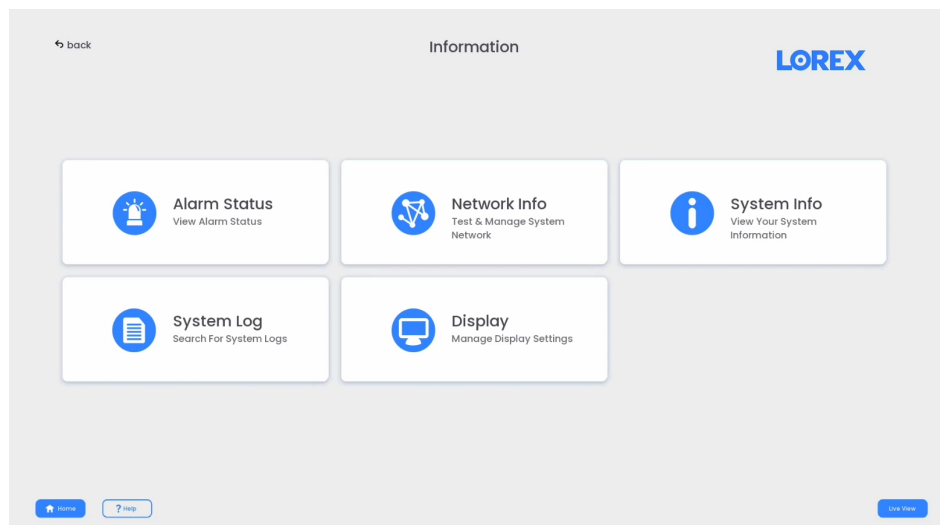 back
Information
LOREX
Alarm Status
View Alarm Status
Network Info
Test & Manage System
Network
System Info
View Your System
Information
System Log
Search For System Logs
Display
Manage Display Settings
Home
? Help
Live View